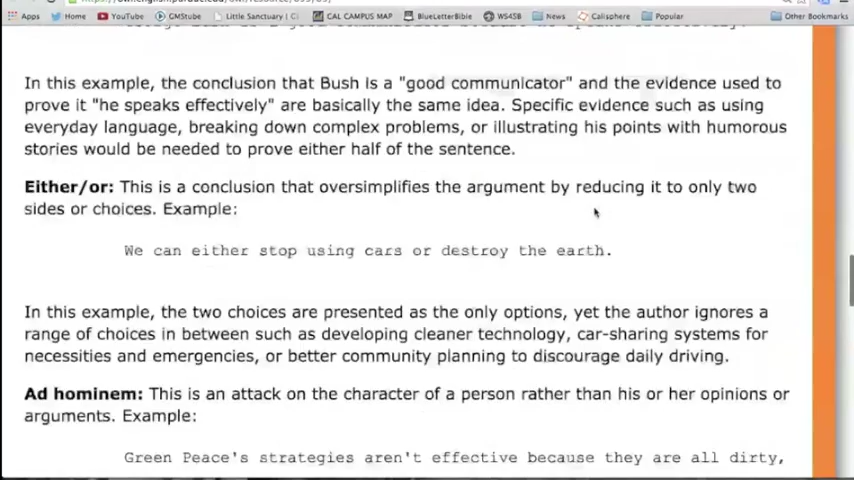 Apps Home YouTube GMStube Little Sanctuary | Ci CAL CAMPUS MAP BlueLetterBible WS45B News Calisphere Popular Other Bookmarks
In this example, the conclusion that Bush is a "good communicator" and the evidence used to
prove it "he speaks effectively" are basically the same idea. Specific evidence such as using
everyday language, breaking down complex problems, or illustrating his points with humorous
stories would be needed to prove either half of the sentence.
Either/or: This is a conclusion that oversimplifies the argument by reducing it to only two
sides or choices. Example:
We can either stop using cars or destroy the earth.
In this example, the two choices are presented as the only options, yet the author ignores a
range of choices in between such as developing cleaner technology, car-sharing systems for
necessities and emergencies, or better community planning to discourage daily driving.
Ad hominem: This is an attack on the character of a person rather than his or her opinions or
arguments. Example:
Green Peace's strategies aren't effective because they are all dirty,